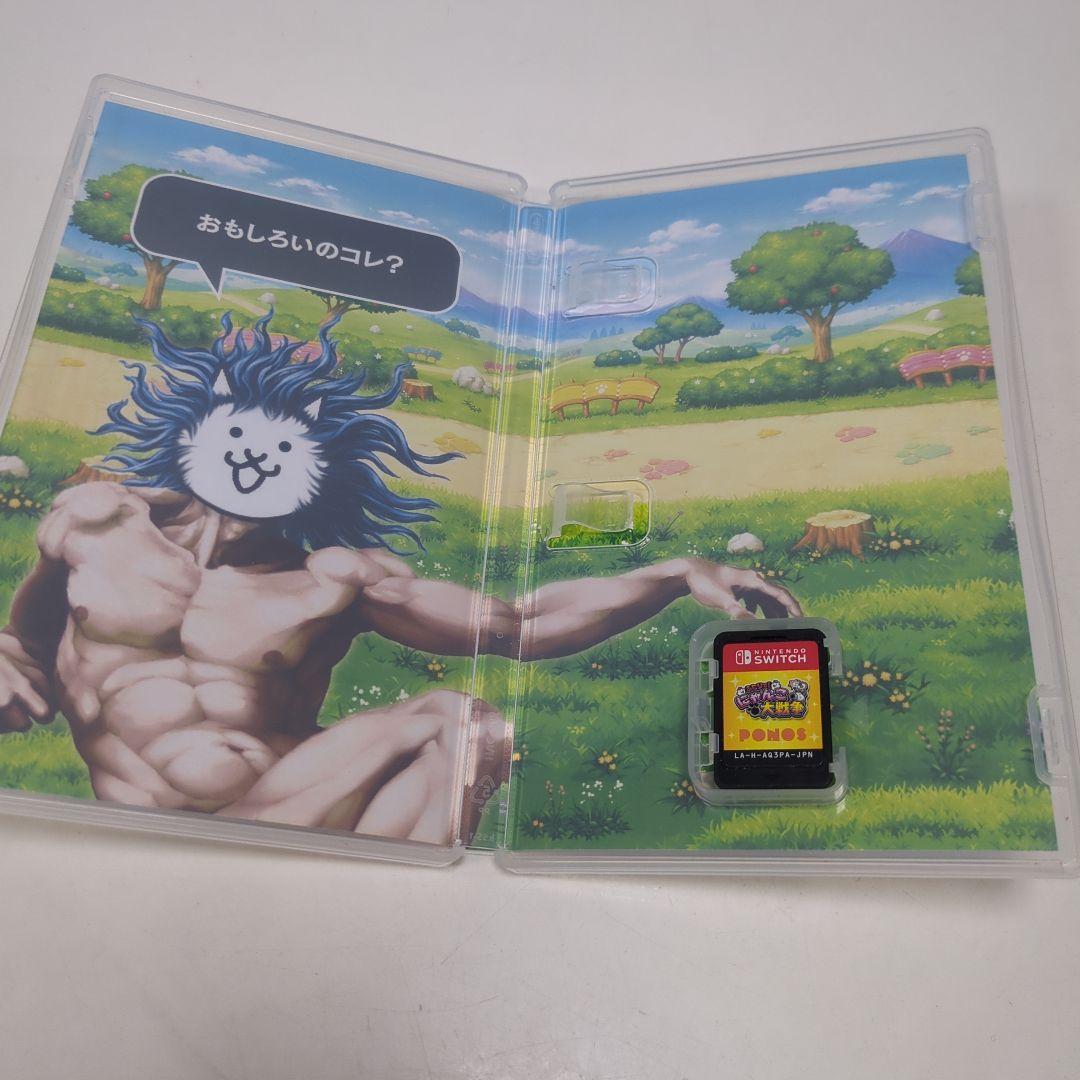 おもしろいのコレ?
NINTENDO
SWITCH
にゃんこ
大戦争
PONOS
LA-H-AQ3PA-JPN